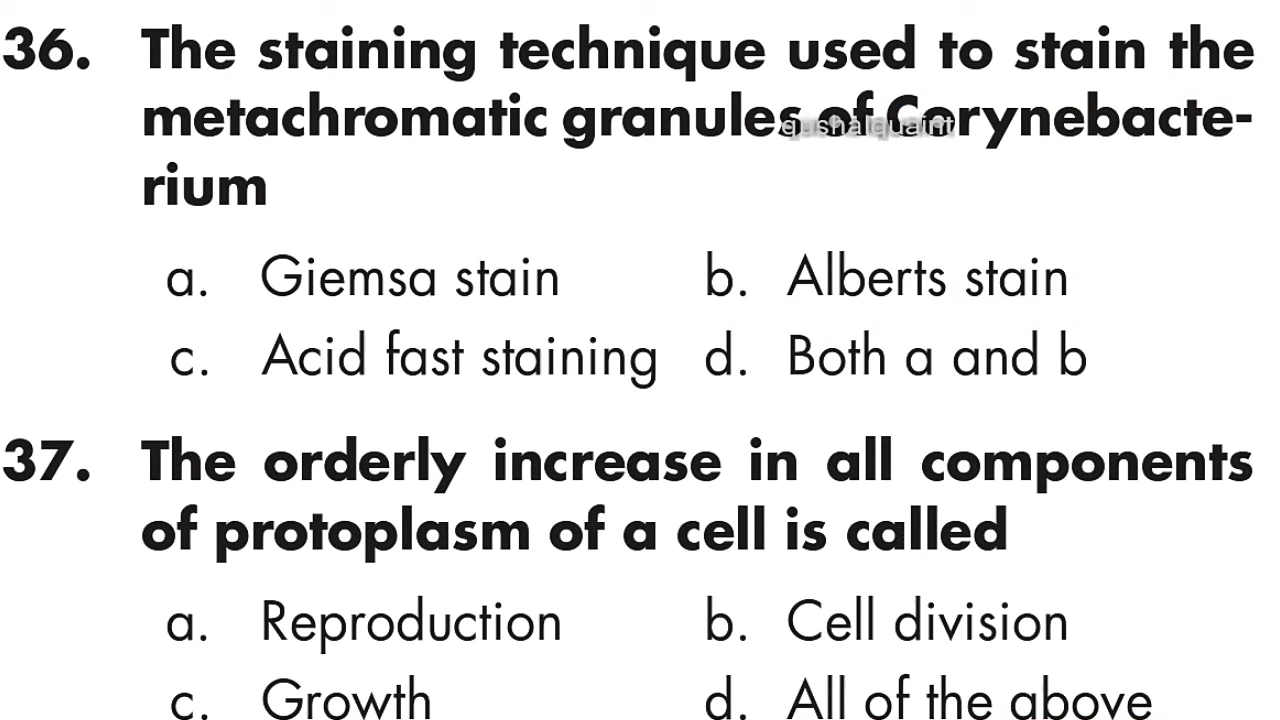 36. The staining technique used to stain the
metachromatic granules of Corynebacte-
rium
a. Giemsa stain b. Alberts stain
c. Acid fast staining d. Both a and b
37. The orderly increase in all components
of protoplasm of a cell is called
a. Reproduction b. Cell division
c. Growth d. All of the above